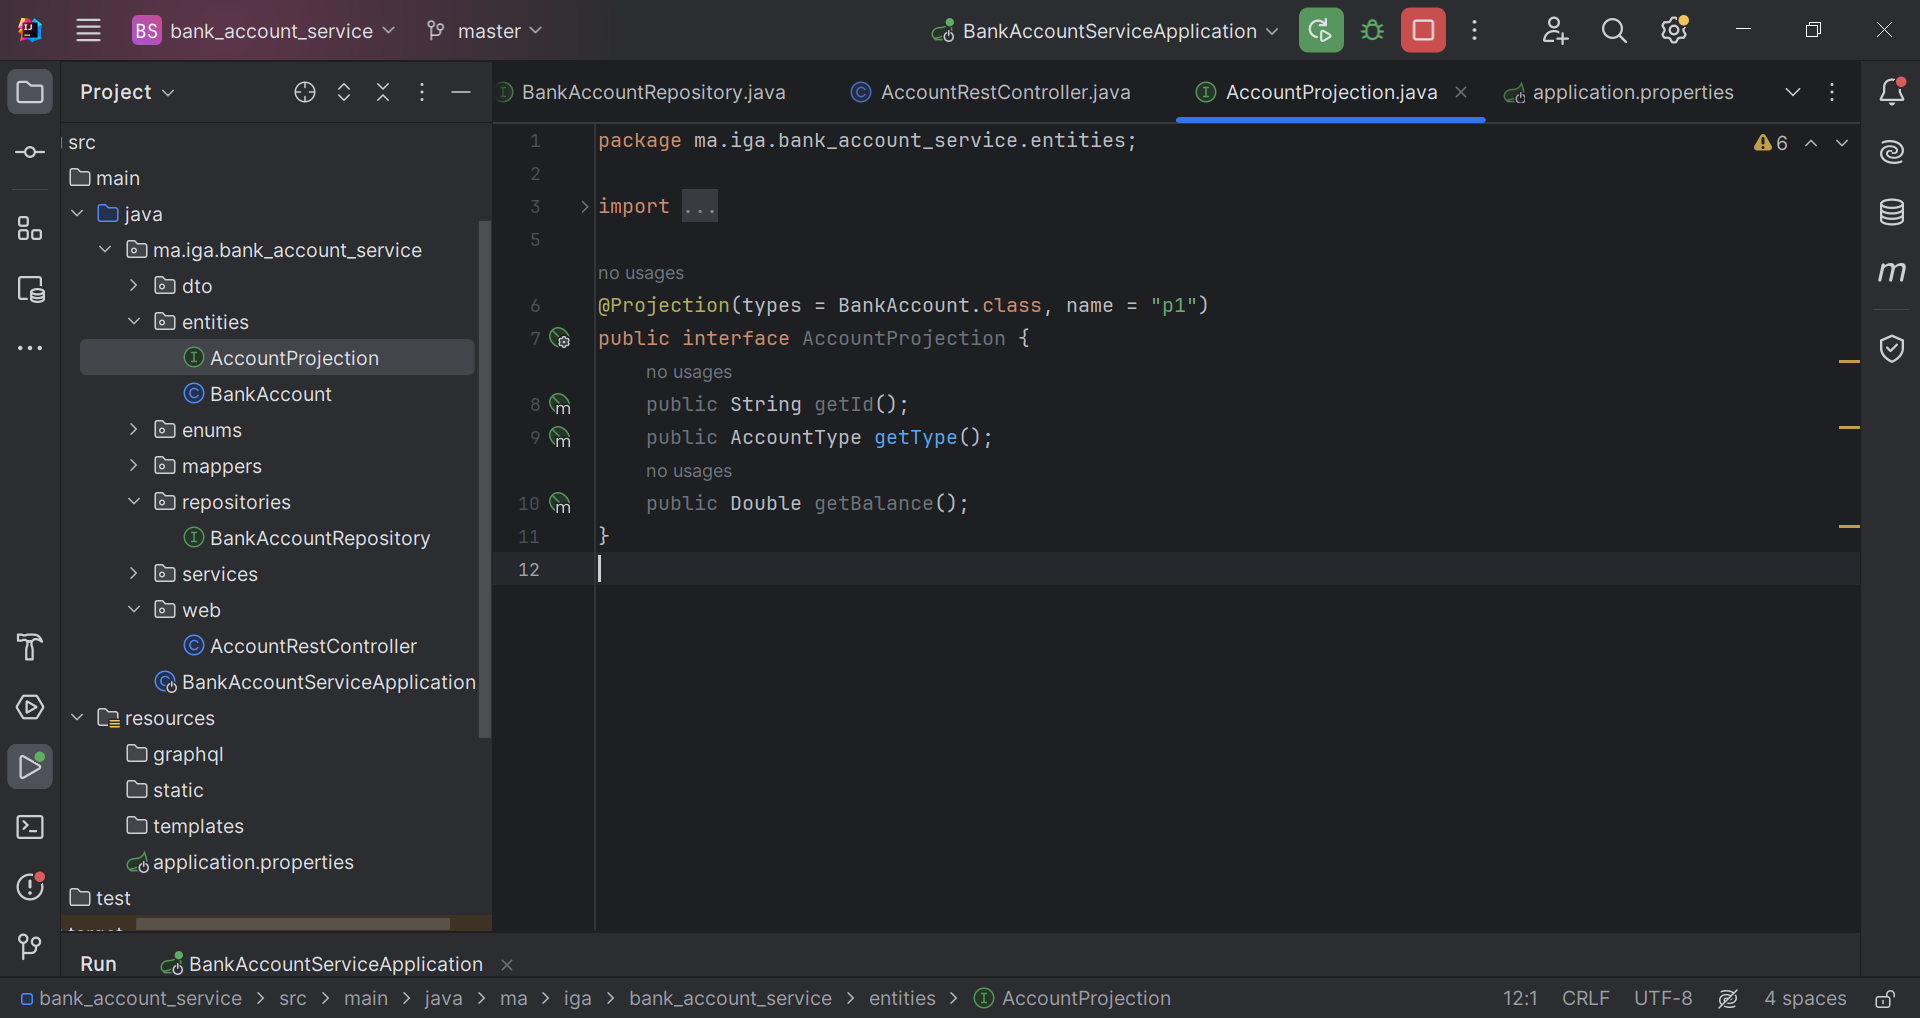 BS bank_account_service master BankAccountServiceApplication
Project
BankAccountRepository.java AccountRestController.java AccountProjection.java application.properties
src
main
java
ma.iga.bank_account_service
dto
entities
AccountProjection
BankAccount
enums
mappers
repositories
BankAccountRepository
services
web
AccountRestController
BankAccountServiceApplication
resources
graphql
static
templates
application.properties
test
target
1 package ma.iga.bank_account_service.entities;
6
2
3 import ...
5
no usages
6 @Projection(types = BankAccount.class, name = "p1")
7 public interface AccountProjection {
no usages
8 public String getId();
9 public AccountType getType();
no usages
10 public Double getBalance();
11 }
12
m
Run BankAccountServiceApplication
bank_account_service > src > main > java > ma > iga > bank_account_service > entities > AccountProjection 12:1 CRLF UTF-8 4 spaces